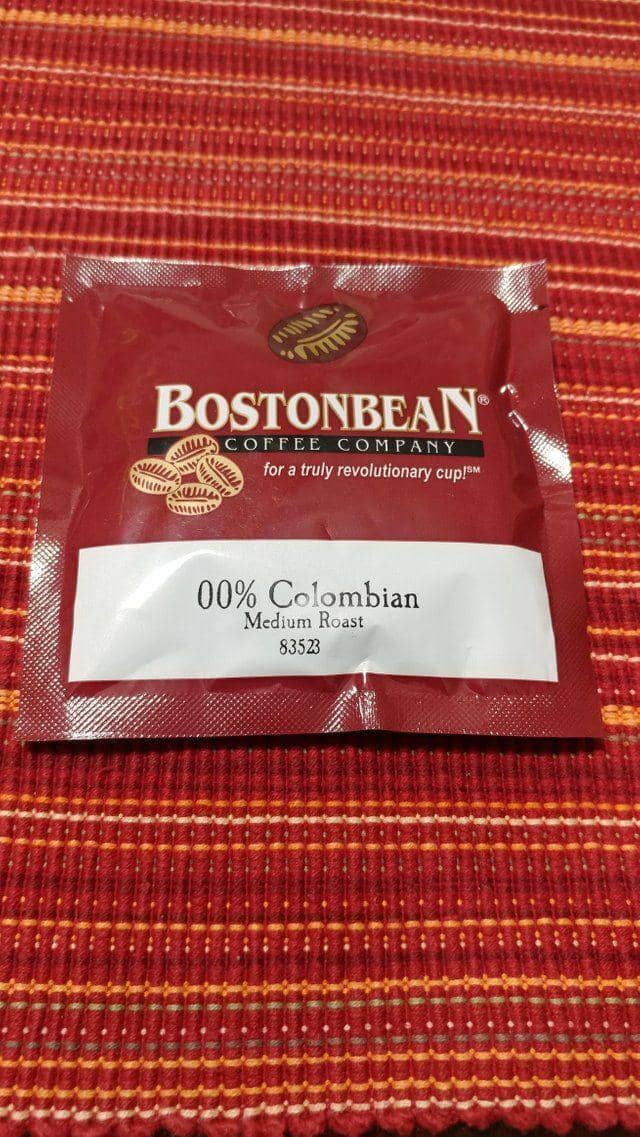 BOSTONBEAN®
COFFEE COMPANY
for a truly revolutionary cup!℠
00% Colombian
Medium Roast
83523